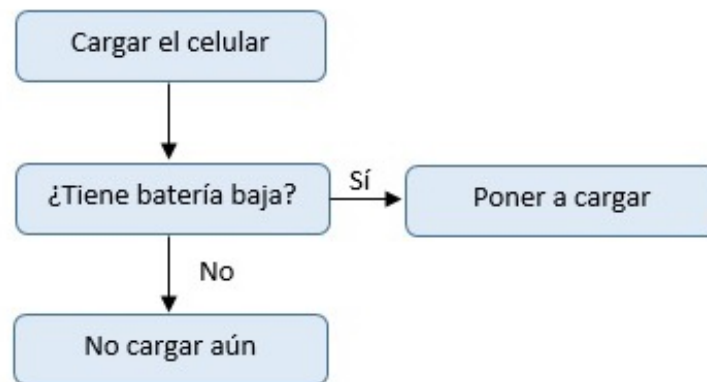 Cargar el celular
¿Tiene batería baja?
Sí
Poner a cargar
No
No cargar aún